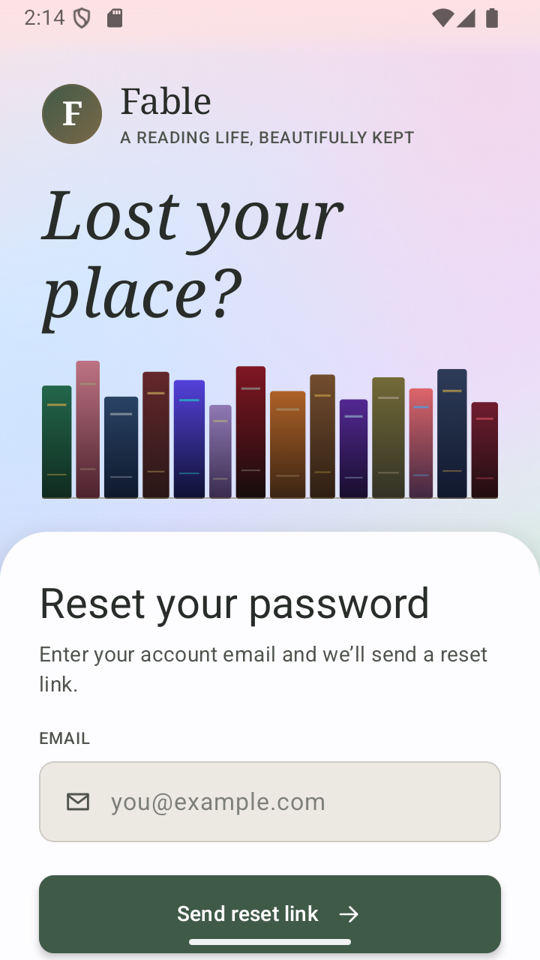 2:14
F
Fable
A READING LIFE, BEAUTIFULLY KEPT
Lost your
place?
Reset your password
Enter your account email and we’ll send a reset
link.
EMAIL
you@example.com
Send reset link